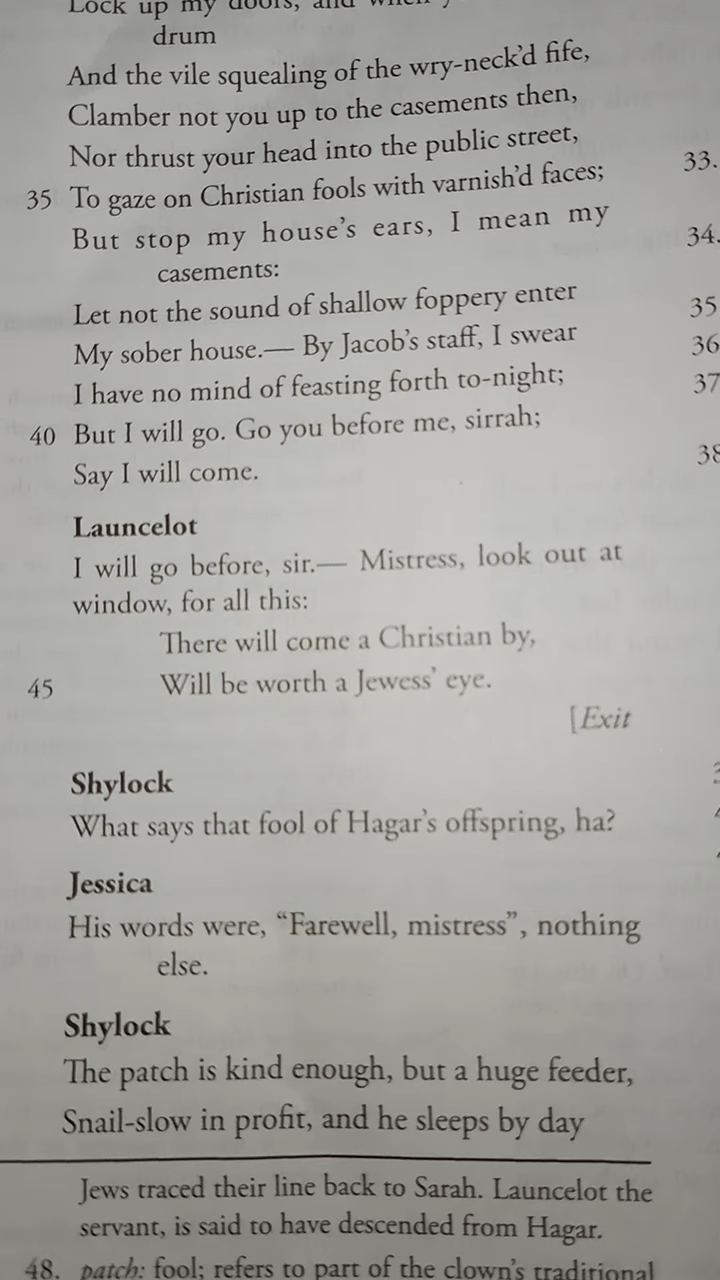 Lock up my doors, and when
drum
And the vile squealing of the wry-neck'd fife,
Clamber not you up to the casements then,
Nor thrust your head into the public street,
33.
35 To gaze on Christian fools with varnish'd faces;
But stop my house's ears, I mean my
34.
casements:
Let not the sound of shallow foppery enter
35
My sober house.— By Jacob's staff, I swear
36
I have no mind of feasting forth to-night;
37
40 But I will go. Go you before me, sirrah;
38
Say I will come.
Launcelot
I will go before, sir.— Mistress, look out at
window, for all this:
There will come a Christian by,
45 Will be worth a Jewess' eye.
[Exit
Shylock
What says that fool of Hagar's offspring, ha?
Jessica
His words were, “Farewell, mistress”, nothing
else.
Shylock
The patch is kind enough, but a huge feeder,
Snail-slow in profit, and he sleeps by day
Jews traced their line back to Sarah. Launcelot the
servant, is said to have descended from Hagar.
48. patch: fool; refers to part of the clown's traditional